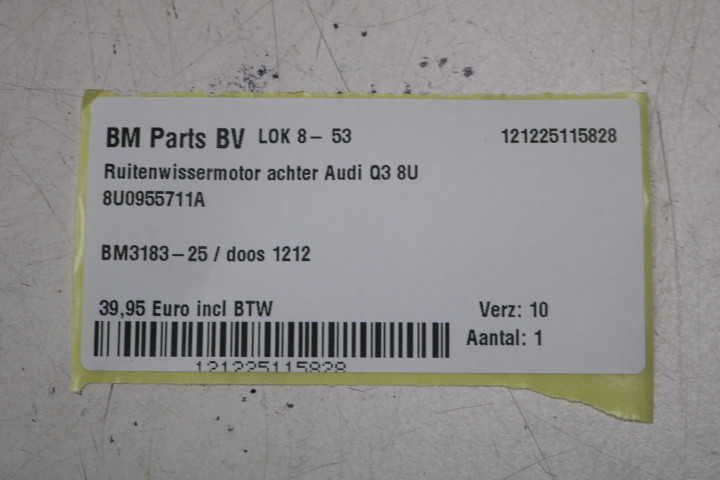 BM Parts BV LOK 8- 53 121225115828
Ruitenwissermotor achter Audi Q3 8U
8U0955711A
BM3183-25 / doos 1212
39,95 Euro incl BTW Verz: 10
Aantal: 1
121225115828